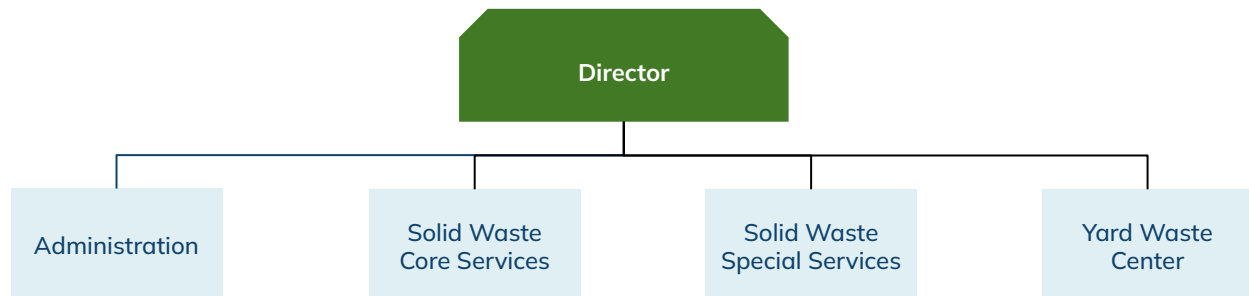 Director
Administration
Solid Waste
Core Services
Solid Waste
Special Services
Yard Waste
Center